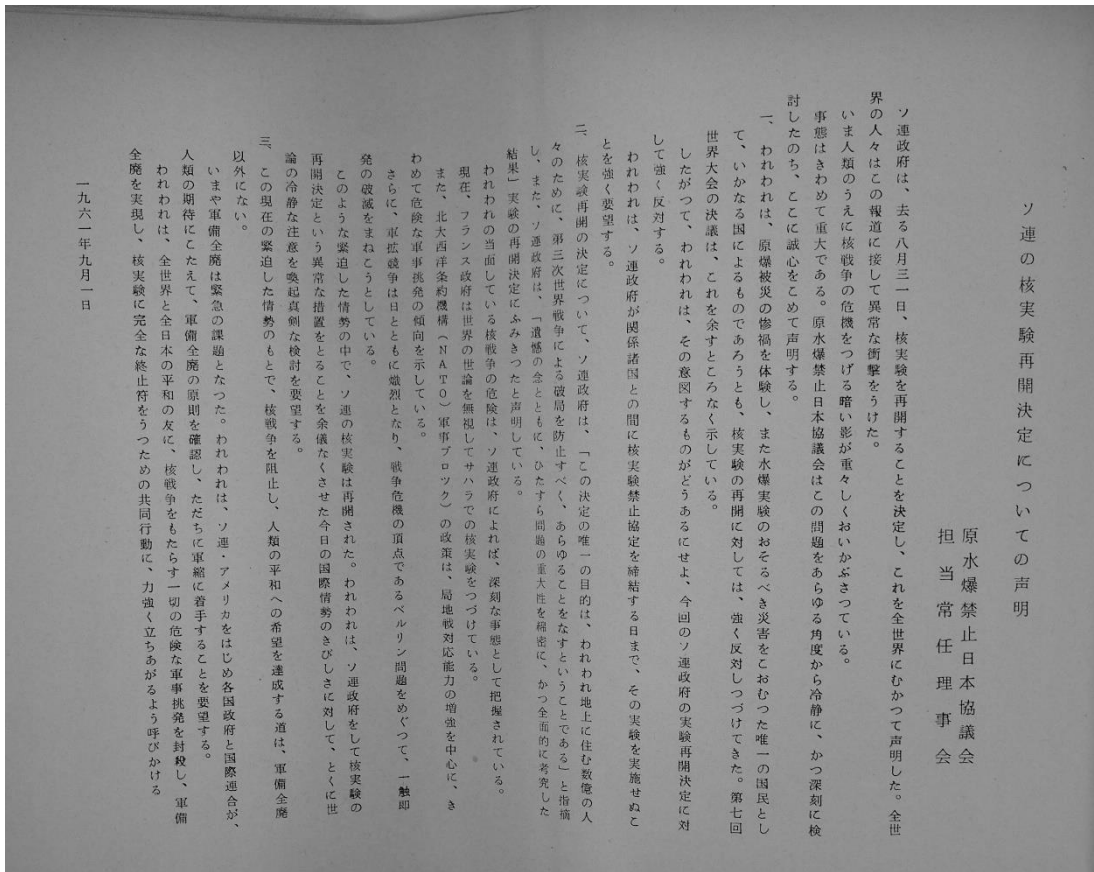 ソ連の核実験再開決定についての声明
原水爆禁止日本協議会
担当常任理事会
ソ連政府は、去る八月三一日、核実験を再開することを決定し、これを全世界にむかつて声明した。全世
界の人々はこの報道に接して異常な衝撃をうけた。
いま人類のうえに核戦争の危機をつげる暗い影が重々しくおいかぶさつている。
事態はきわめて重大である。原水爆禁止日本協議会はこの問題をあらゆる角度から冷静に、かつ深刻に検
討したのち、ここに誠心をこめて声明する。
一、われわれは、原爆被災の惨禍を体験し、また水爆実験のおそるべき災害をこおむつた唯一の国民とし
て、いかなる国によるものであろうとも、核実験の再開に対しては、強く反対しつづけてきた。第七回
世界大会の決議は、これを余すところなく示している。
したがつて、われわれは、その意図するものがどうあるにせよ、今回のソ連政府の実験再開決定に対
して強く反対する。
われわれは、ソ連政府が関係諸国との間に核実験禁止協定を締結する日まで、その実験を実施せぬこ
とを強く要望する。
二、核実験再開の決定について、ソ連政府は、「この決定の唯一の目的は、われわれ地上に住む数億の人
々のために、第三次世界戦争による破局を防止すべく、あらゆることをなすということである」と指摘
し、また、ソ連政府は、「遺憾の念とともに、ひたすら問題の重大性を綿密に、かつ全面的に考究した
結果」実験の再開決定にふみきつたと声明している。
われわれの当面している核戦争の危険は、ソ連政府によれば、深刻な事態として把握されている。
現在、フランス政府は世界の世論を無視してサハラでの核実験をつづけている。
また、北大西洋条約機構（NATO）軍事ブロツク）の政策は、局地戦対応能力の増強を中心に、き
わめて危険な軍事挑発の傾向を示している。
さらに、軍拡競争は日とともに熾烈となり、戦争危機の頂点であるベルリン問題をめぐつて、一触即
発の破滅をまねこうとしている。
このような緊迫した情勢の中で、ソ連の核実験は再開された。われわれは、ソ連政府をして核実験の
再開決定という異常な措置をとることを余儀なくさせた今日の国際情勢のきびしさに対して、とくに世
論の冷静な注意を喚起真剣な検討を要望する。
三、この現在の緊迫した情勢のもとで、核戦争を阻止し、人類の平和への希望を達成する道は、軍備全廃
以外にない。
いまや軍備全廃は緊急の課題となつた。われわれは、ソ連・アメリカをはじめ各国政府と国際連合が、
人類の期待にこたえて、軍備全廃の原則を確認し、ただちに軍縮に着手することを要望する。
われわれは、全世界と全日本の平和の友に、核戦争をもたらす一切の危険な軍事挑発を封殺し、軍備
全廃を実現し、核実験に完全な終止符をうつための共同行動に、力強く立ちあがるよう呼びかける
一九六一年九月一日